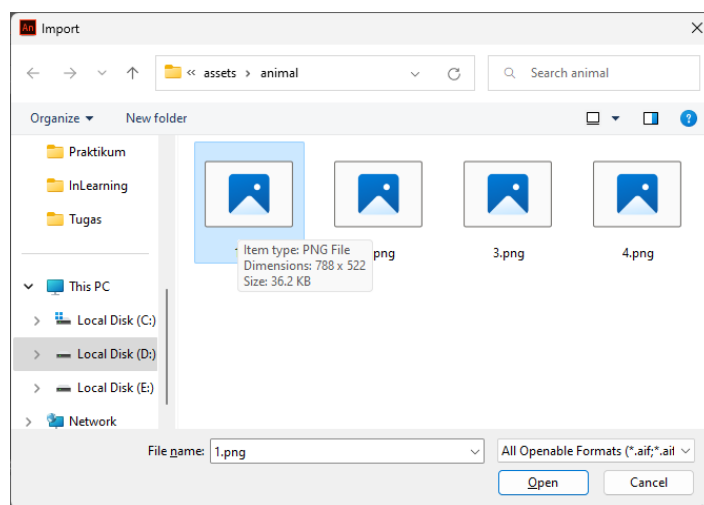 An Import
« assets > animal
Search animal
Organize
New folder
?
Praktikum
InLearning
Tugas
This PC
Local Disk (C:)
Local Disk (D:)
Local Disk (E:)
Network
png
3.png
4.png
Item type: PNG File
Dimensions: 788 x 522
Size: 36.2 KB
File name: 1.png
All Openable Formats (*.aif;*.aif
Open
Cancel